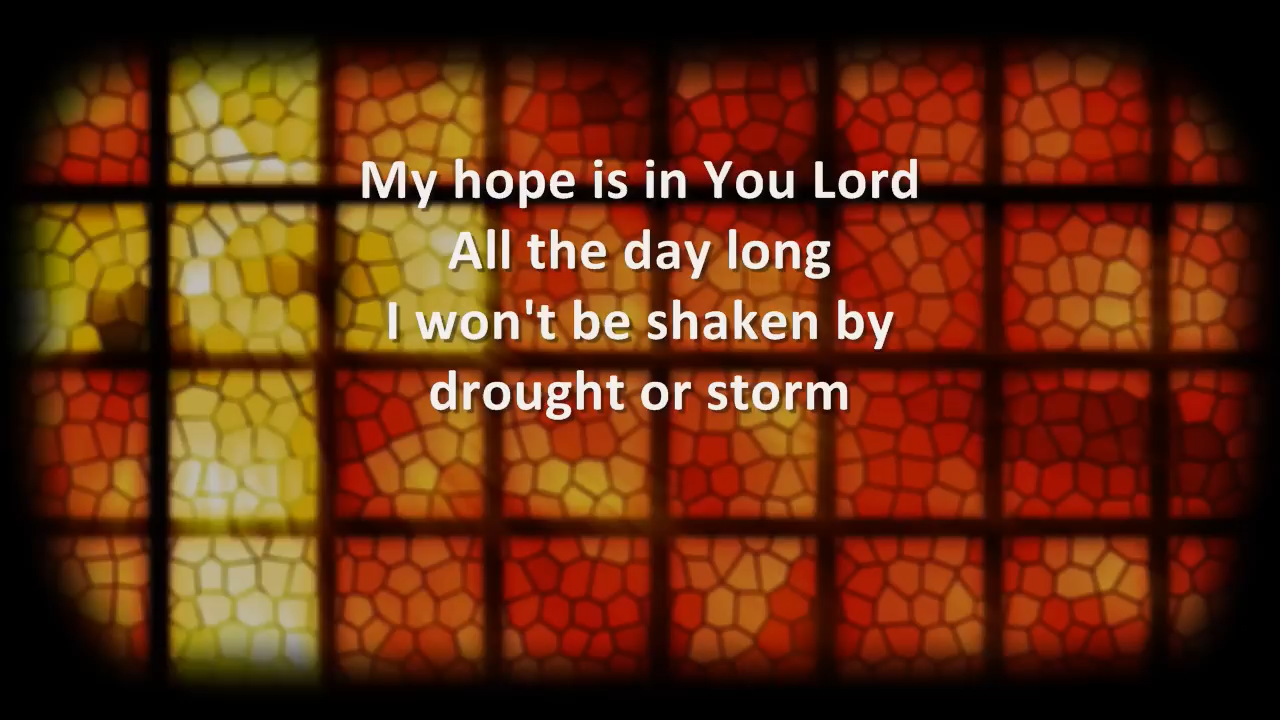 My hope is in You Lord
All the day long
I won't be shaken by
drought or storm